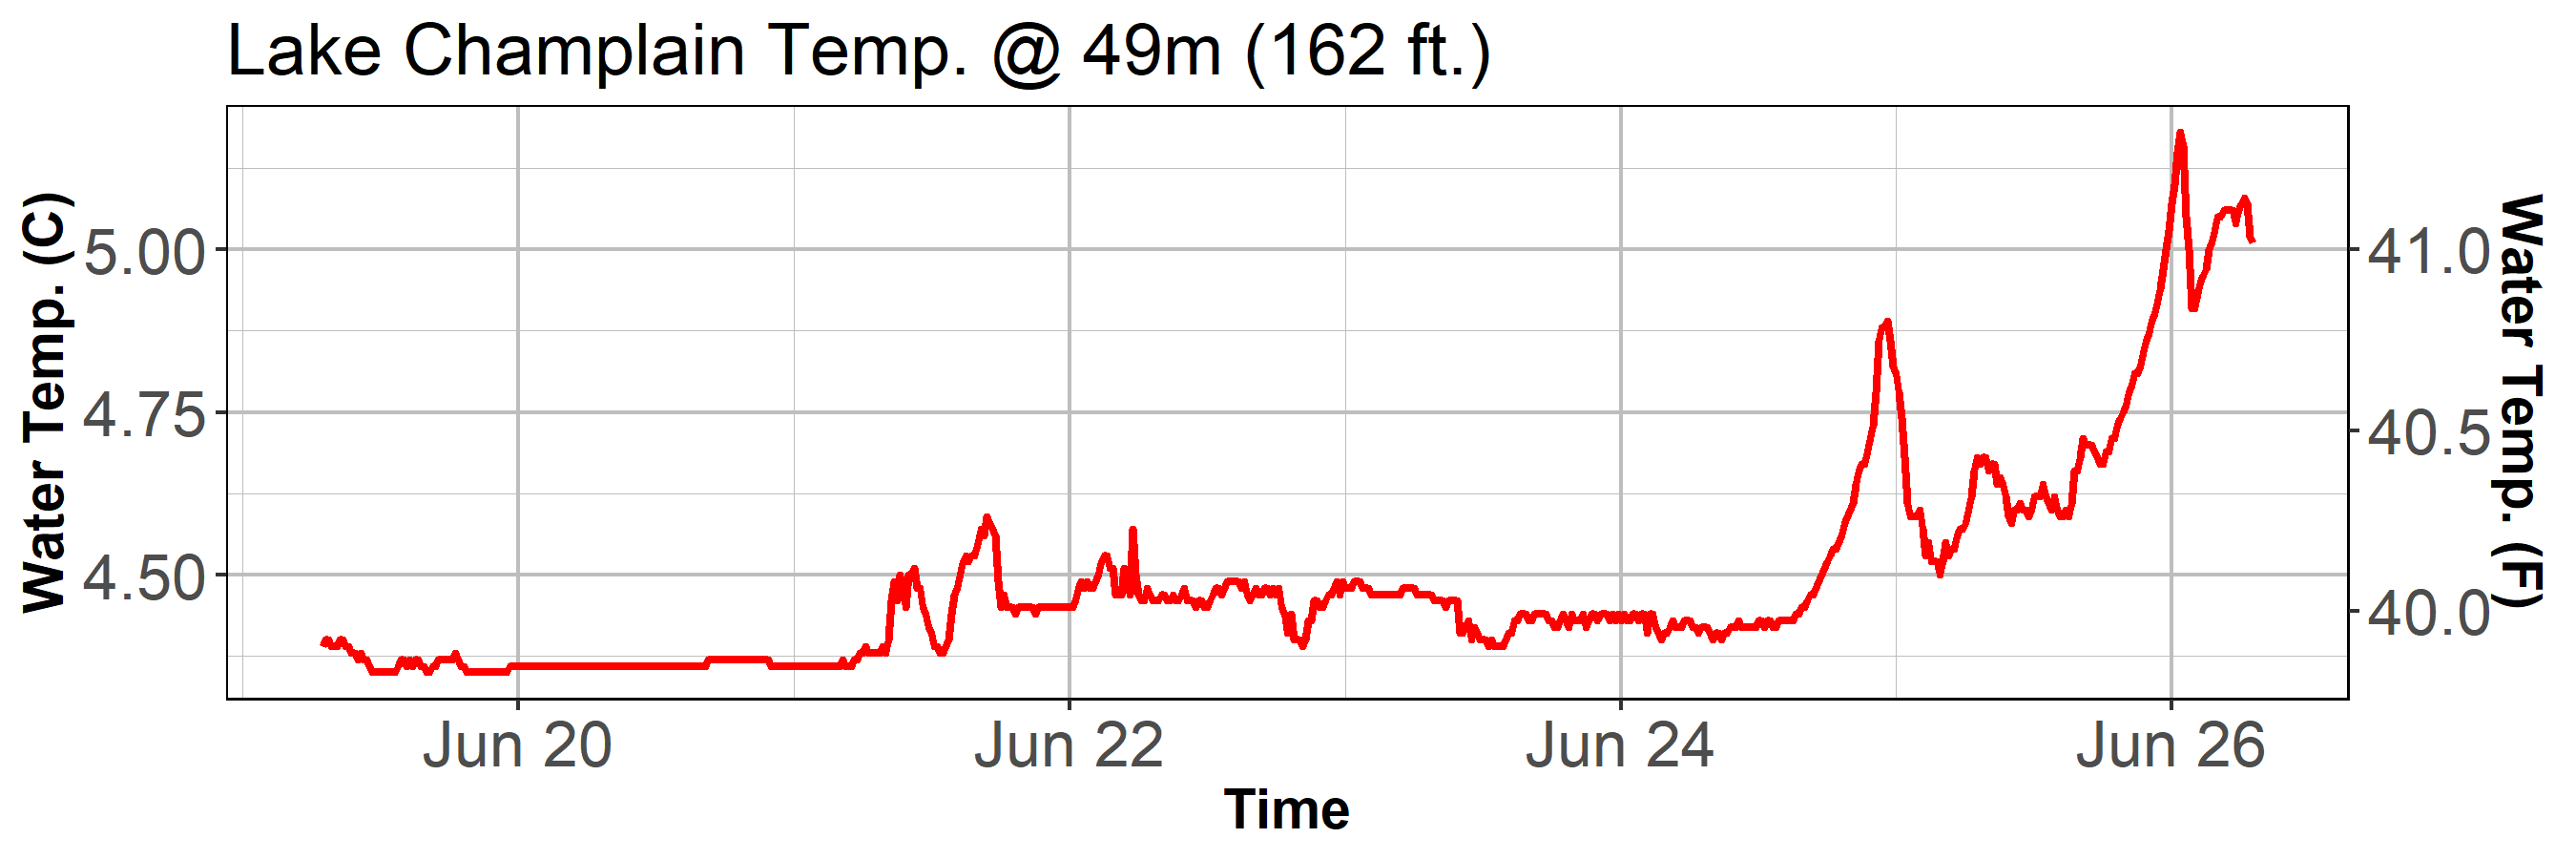 Lake Champlain Temp. @ 49m (162 ft.)
Water Temp. (C)
5.00
4.75
4.50
41.0
40.5
40.0
Water Temp. (F)
Jun 20
Jun 22
Jun 24
Jun 26
Time